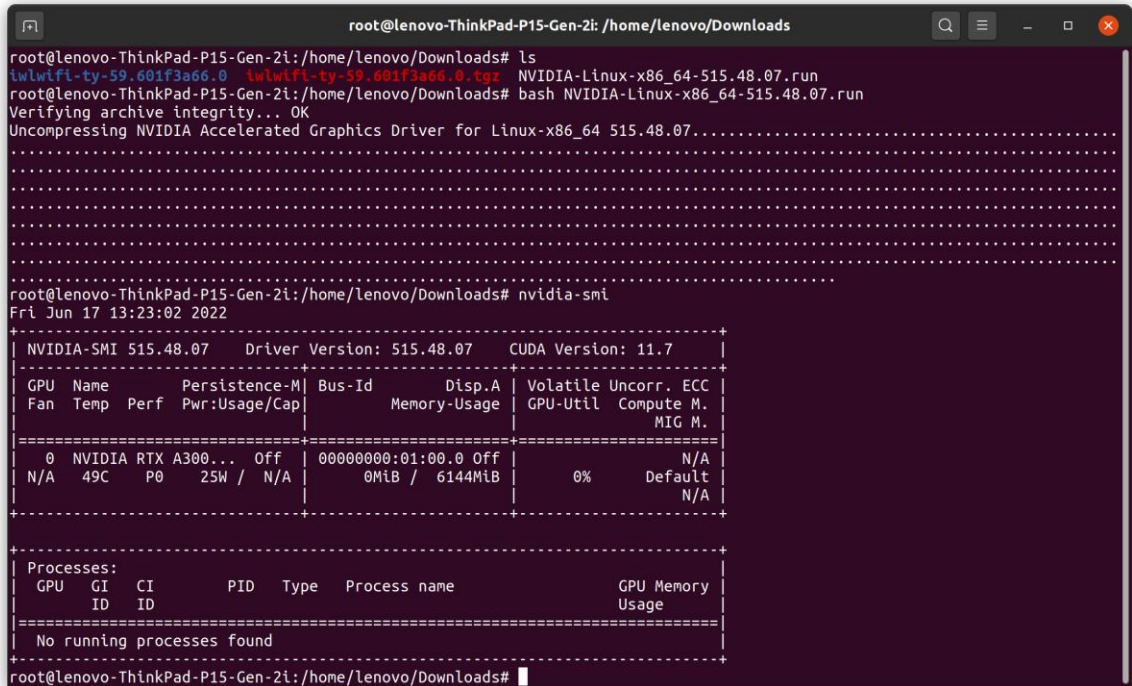 root@lenovo-ThinkPad-P15-Gen-2i: /home/lenovo/Downloads
root@lenovo-ThinkPad-P15-Gen-2i:/home/lenovo/Downloads# ls
iwlwifi-ty-59.601f3a66.0  iwlwifi-ty-59.601f3a66.0.tgz  NVIDIA-Linux-x86_64-515.48.07.run
root@lenovo-ThinkPad-P15-Gen-2i:/home/lenovo/Downloads# bash NVIDIA-Linux-x86_64-515.48.07.run
Verifying archive integrity... OK
Uncompressing NVIDIA Accelerated Graphics Driver for Linux-x86_64 515.48.07..................................................
root@lenovo-ThinkPad-P15-Gen-2i:/home/lenovo/Downloads# nvidia-smi
Fri Jun 17 13:23:02 2022
+-----------------------------------------------------------------------------+
| NVIDIA-SMI 515.48.07    Driver Version: 515.48.07    CUDA Version: 11.7     |
|-------------------------------+----------------------+----------------------+
| GPU  Name        Persistence-M| Bus-Id        Disp.A | Volatile Uncorr. ECC |
| Fan  Temp  Perf  Pwr:Usage/Cap|         Memory-Usage | GPU-Util  Compute M. |
|                               |                      |               MIG M. |
|===============================+======================+======================|
|   0  NVIDIA RTX A300...  Off  | 00000000:01:00.0 Off |                  N/A |
| N/A   49C    P0    25W /  N/A |      0MiB /  6144MiB |      0%      Default |
|                               |                      |                  N/A |
+-------------------------------+----------------------+----------------------+
+-----------------------------------------------------------------------------+
| Processes:                                                                  |
|  GPU   GI   CI        PID   Type   Process name                  GPU Memory |
|        ID   ID                                                   Usage      |
|=============================================================================|
|  No running processes found                                                 |
+-----------------------------------------------------------------------------+
root@lenovo-ThinkPad-P15-Gen-2i:/home/lenovo/Downloads#